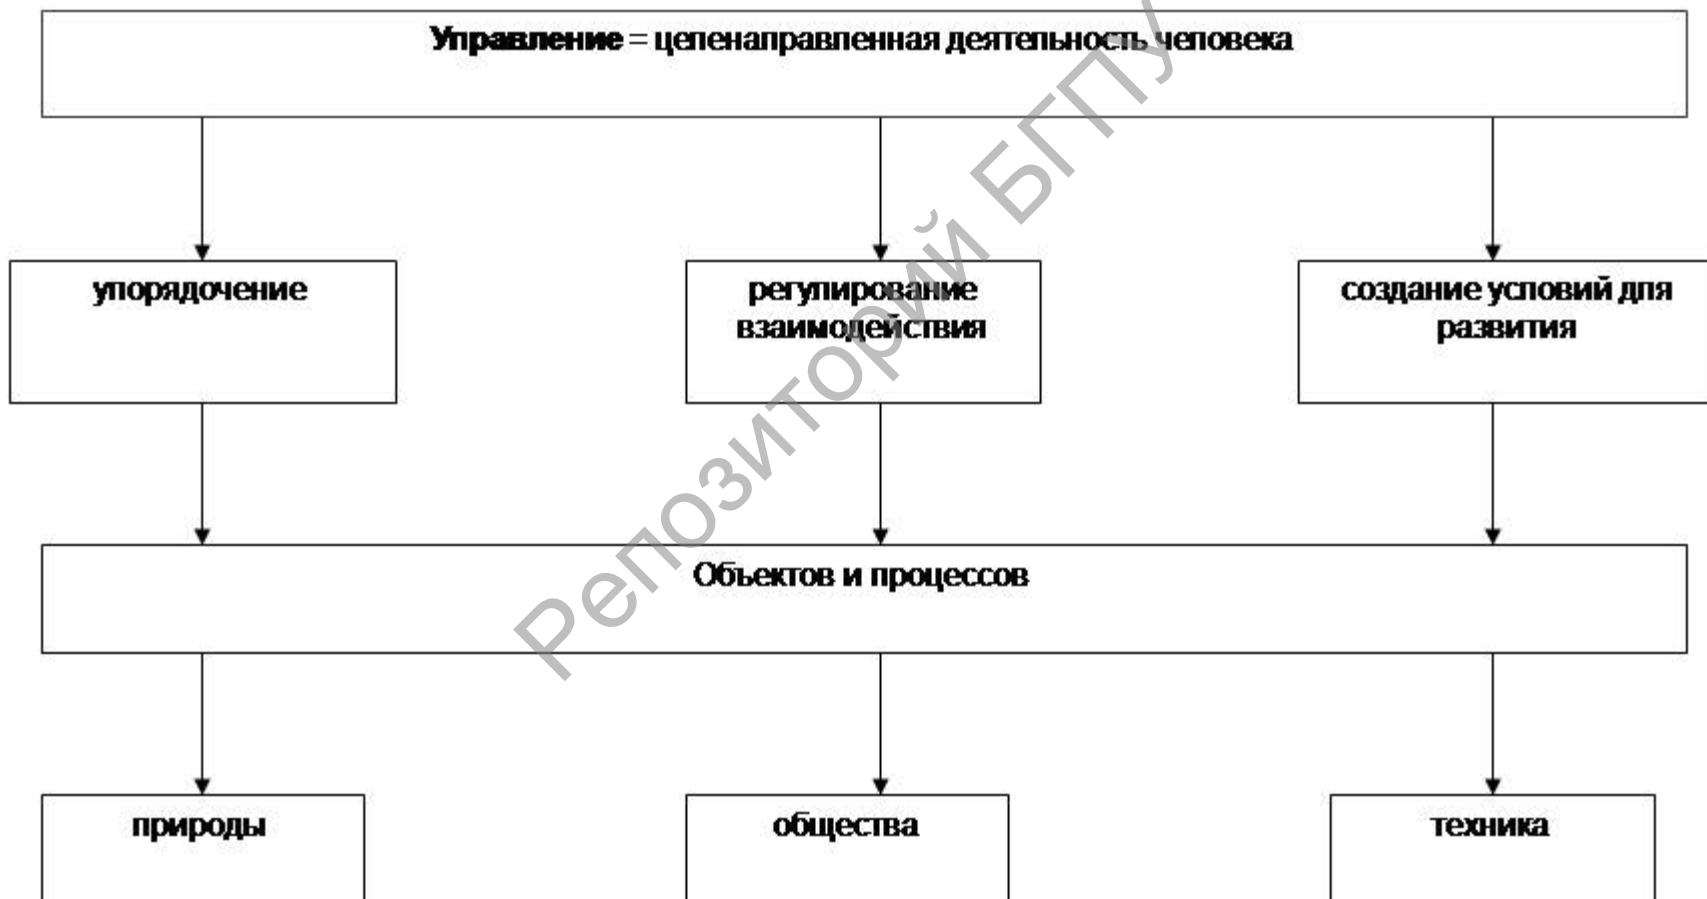 Управление = целенаправленная деятельность человека
упорядочение
регулирование
взаимодействия
создание условий для
развития
Объектов и процессов
природы
общества
техника
Репозиторий БГПУ